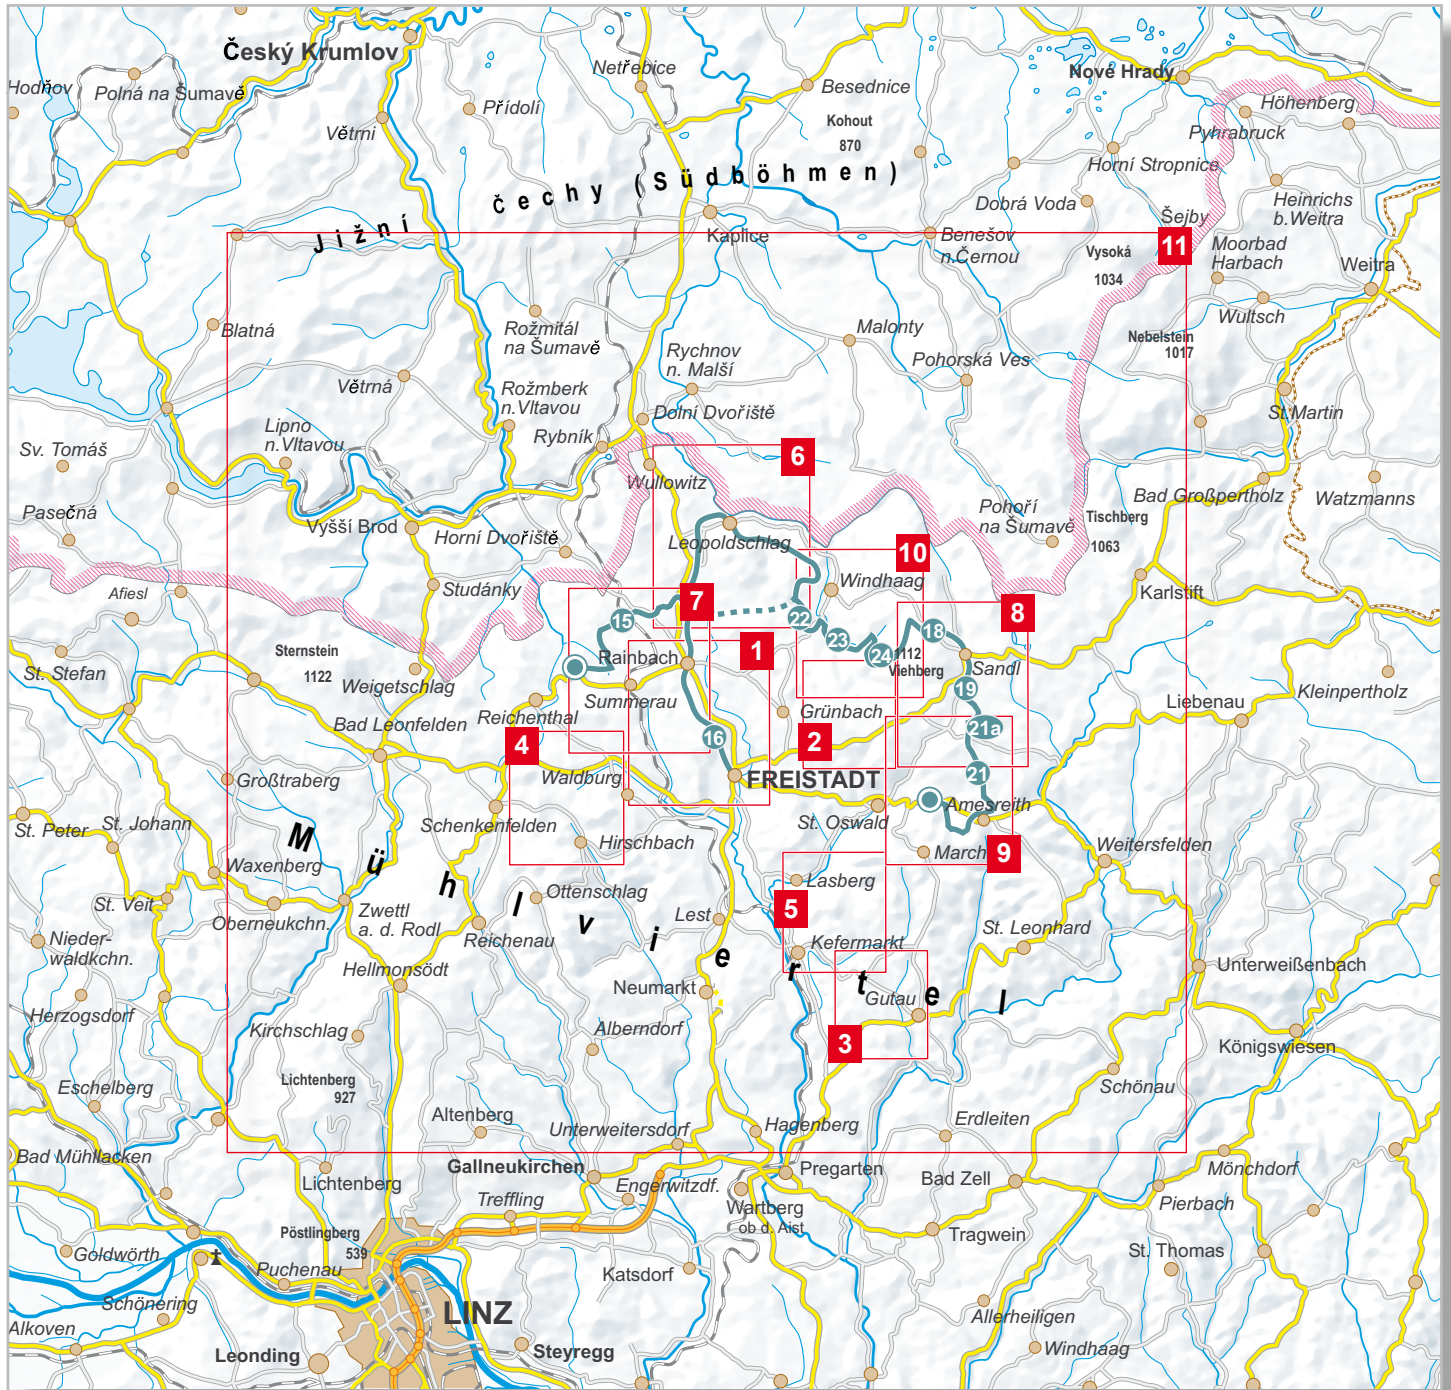 Český Krumlov
Netřebice
Besednice
Nové Hrady
Hodňov
Polná na Šumavě
Přídolí
Kohout
870
Höhenberg
Pyhrabruck
Větrni
Horní Stropnice
Jižní Čechy (Südböhmen)
Dobrá Voda
Heinrichs
b.Weitra
Šejby
Kaplice
Benešov
n.Černou
Vysoká
1034
11
Moorbad
Harbach
Weitra
Blatná
Rožmitál
na Šumavě
Malonty
Wultsch
Rychnov
n. Malší
Pohorská Ves
Nebelstein
1017
Větrná
Rožmberk
n.Vltavou
Dolní Dvořiště
St.Martin
Lipno
n.Vltavou
Rybník
Sv. Tomáš
6
Wullowitz
Bad Großpertholz
Watzmanns
Pasečná
Vyšší Brod
Horní Dvořiště
Leopoldschlag
Pohoří
na Šumavě
Tischberg
1063
10
Windhaag
Afiesl
Studánky
Karlstift
7
8
15
22
23
18
1
24
1112
Viehberg
Sternstein
1122
Rainbach
Sandl
St. Stefan
Weigetschlag
Summerau
19
Kleinpertholz
Reichenthal
Grünbach
Liebenau
Bad Leonfelden
4
16
2
21a
Großtraberg
Waldburg
FREISTADT
21
Amesreith
St. Peter
St. Johann
Schenkenfelden
St. Oswald
Hirschbach
March
9
Weitersfelden
Waxenberg
Mühlviertel
Ottenschlag
Lasberg
St. Veit
Oberneukchn.
Zwettl
a. d. Rodl
Lest
5
St. Leonhard
Nieder-
waldkchn.
Reichenau
Kefermarkt
Hellmonsödt
Unterweißenbach
Neumarkt
Gutau
Herzogsdorf
Kirchschlag
Alberndorf
3
Königswiesen
Eschelberg
Lichtenberg
927
Schönau
Altenberg
Unterweitersdorf
Hagenberg
Erdleiten
Bad Mühllacken
Gallneukirchen
Pregarten
Mönchdorf
Lichtenberg
Engerwitzdf.
Bad Zell
Treffling
Wartberg
ob d. Aist
Pierbach
Pöstlingberg
539
Tragwein
Goldwörth
Puchenau
Katsdorf
St. Thomas
Schönering
LINZ
Allerheiligen
Alkoven
Leonding
Steyregg
Windhaag